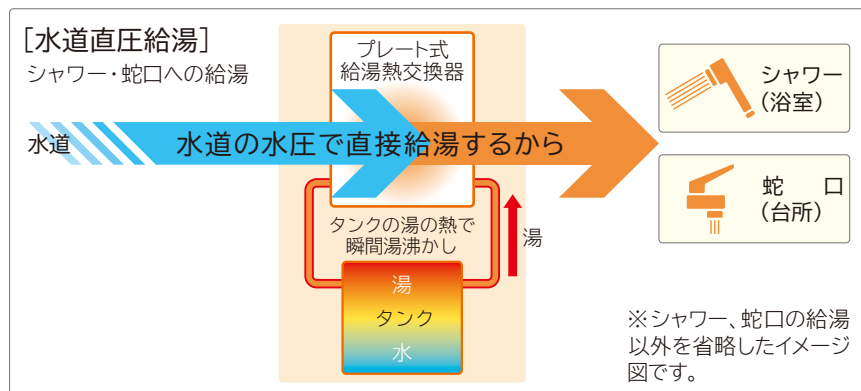 [水道直圧給湯]
シャワー・蛇口への給湯
プレート式
給湯熱交換器
水道
水道の水圧で直接給湯するから
シャワー
(浴室)
蛇口
(台所)
タンクの湯の熱で
瞬間湯沸かし
湯
湯
タンク
水
※シャワー、蛇口の給湯
以外を省略したイメージ
図です。